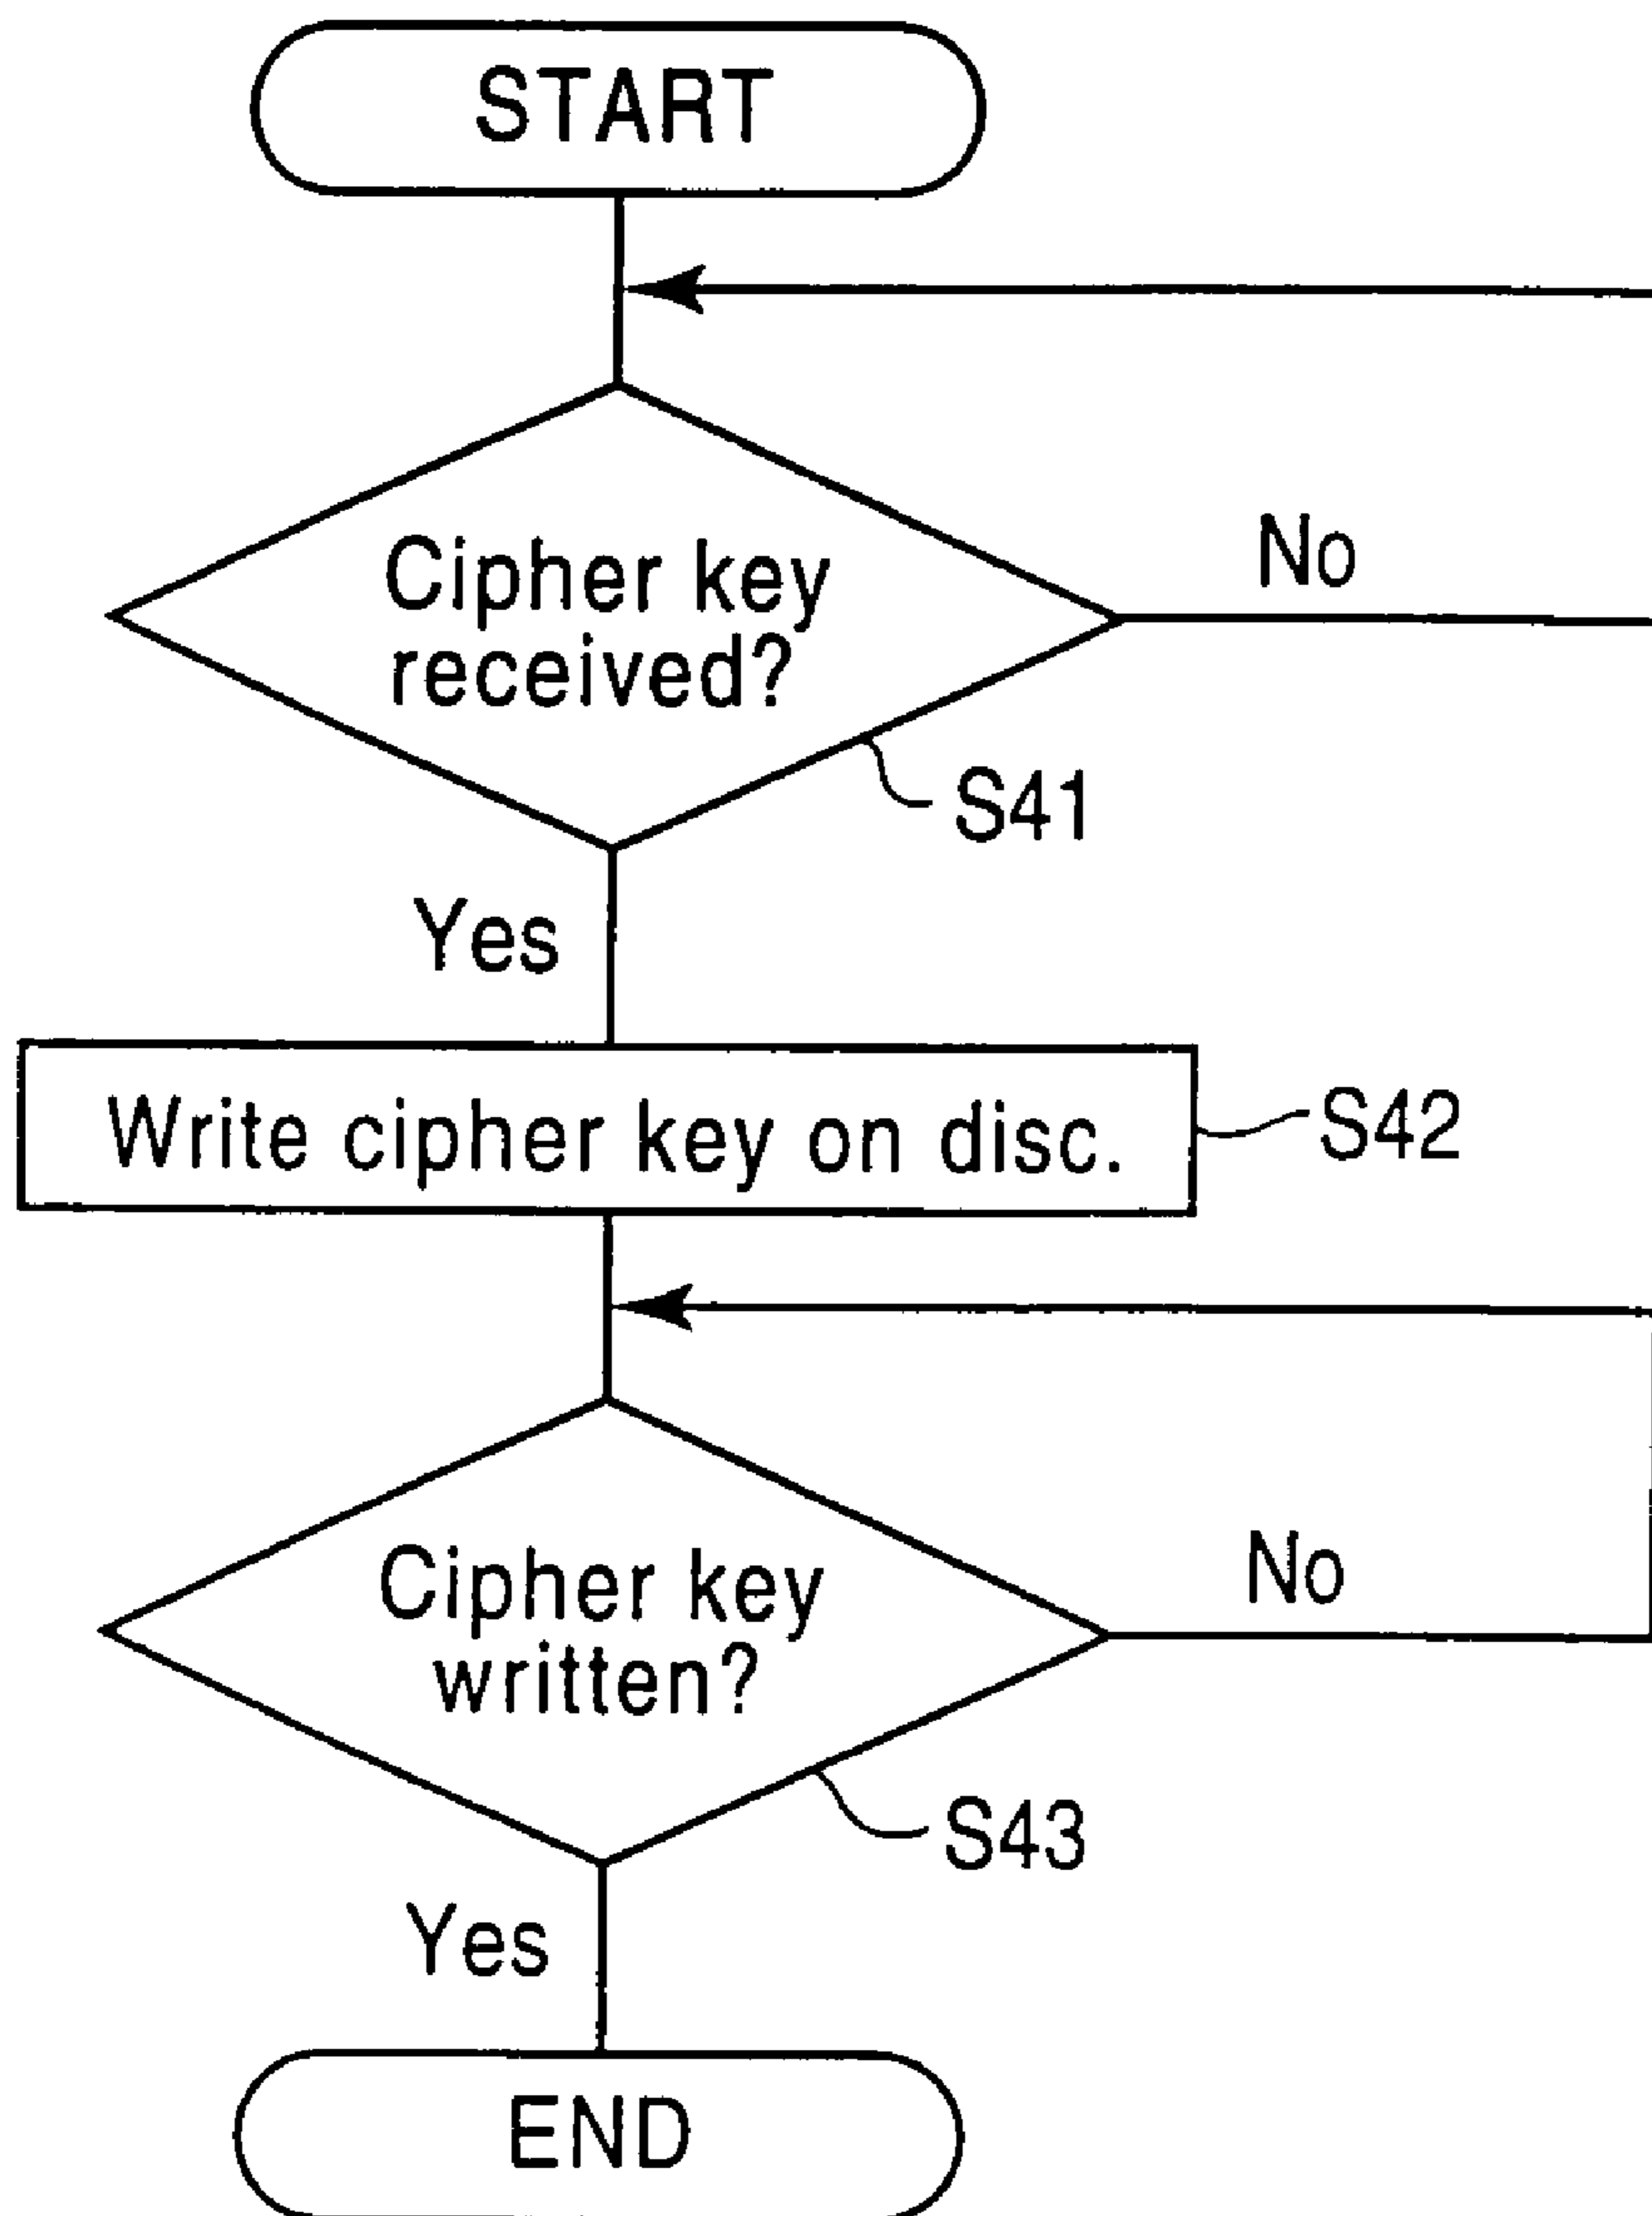 START
Cipher key
received?
No
S41
Yes
Write cipher key on disc.
S42
Cipher key
written?
No
S43
Yes
END